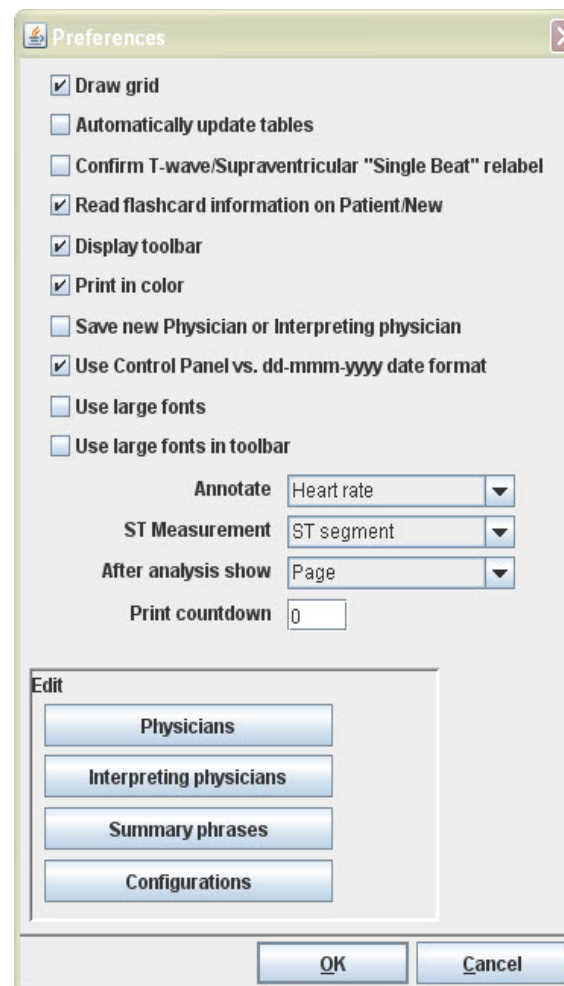 Preferences
Draw grid
Automatically update tables
Confirm T-wave/Supraventricular "Single Beat" relabel
Read flashcard information on Patient/New
Display toolbar
Print in color
Save new Physician or Interpreting physician
Use Control Panel vs. dd-mmm-yyyy date format
Use large fonts
Use large fonts in toolbar
Annotate Heart rate
ST Measurement ST segment
After analysis show Page
Print countdown 0
Edit
Physicians
Interpreting physicians
Summary phrases
Configurations
OK Cancel